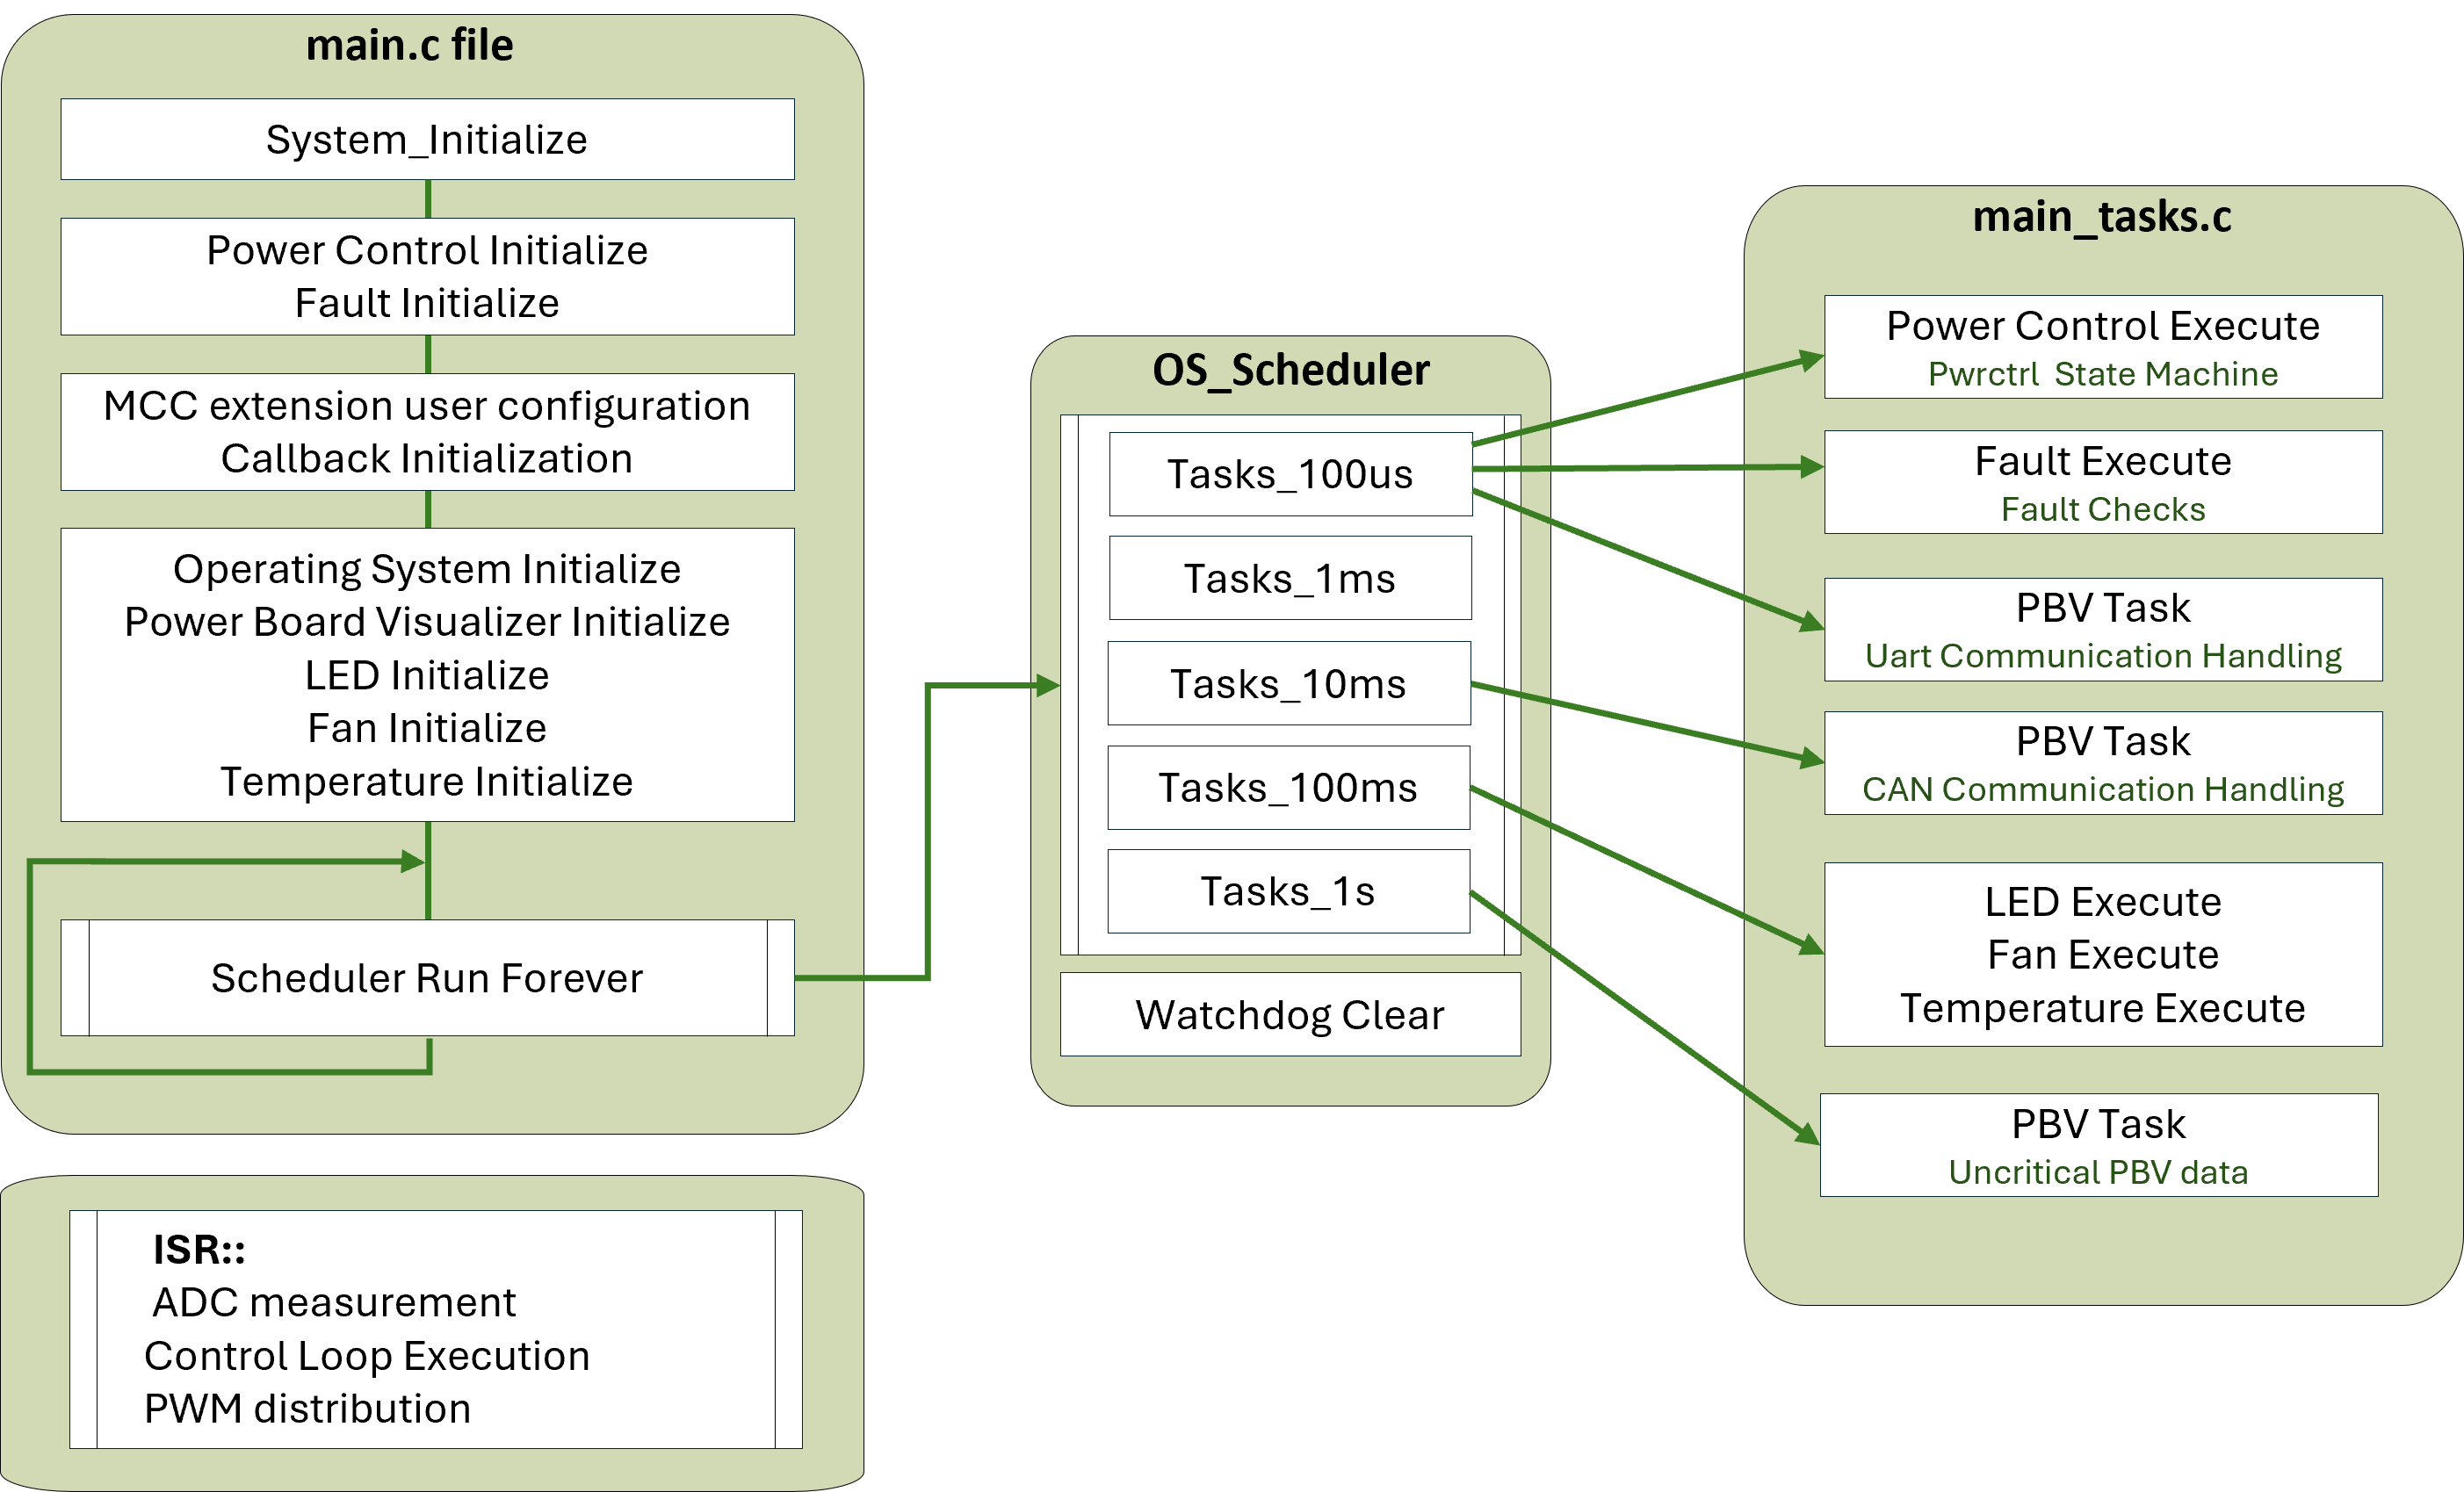 main.c file
System_Initialize
Power Control Initialize
Fault Initialize
MCC extension user configuration
Callback Initialization
Operating System Initialize
Power Board Visualizer Initialize
LED Initialize
Fan Initialize
Temperature Initialize
Scheduler Run Forever
ISR::
ADC measurement
Control Loop Execution
PWM distribution
OS_Scheduler
Tasks_100us
Tasks_1ms
Tasks_10ms
Tasks_100ms
Tasks_1s
Watchdog Clear
main_tasks.c
Power Control Execute
Pwrctrl State Machine
Fault Execute
Fault Checks
PBV Task
Uart Communication Handling
PBV Task
CAN Communication Handling
LED Execute
Fan Execute
Temperature Execute
PBV Task
Uncritical PBV data